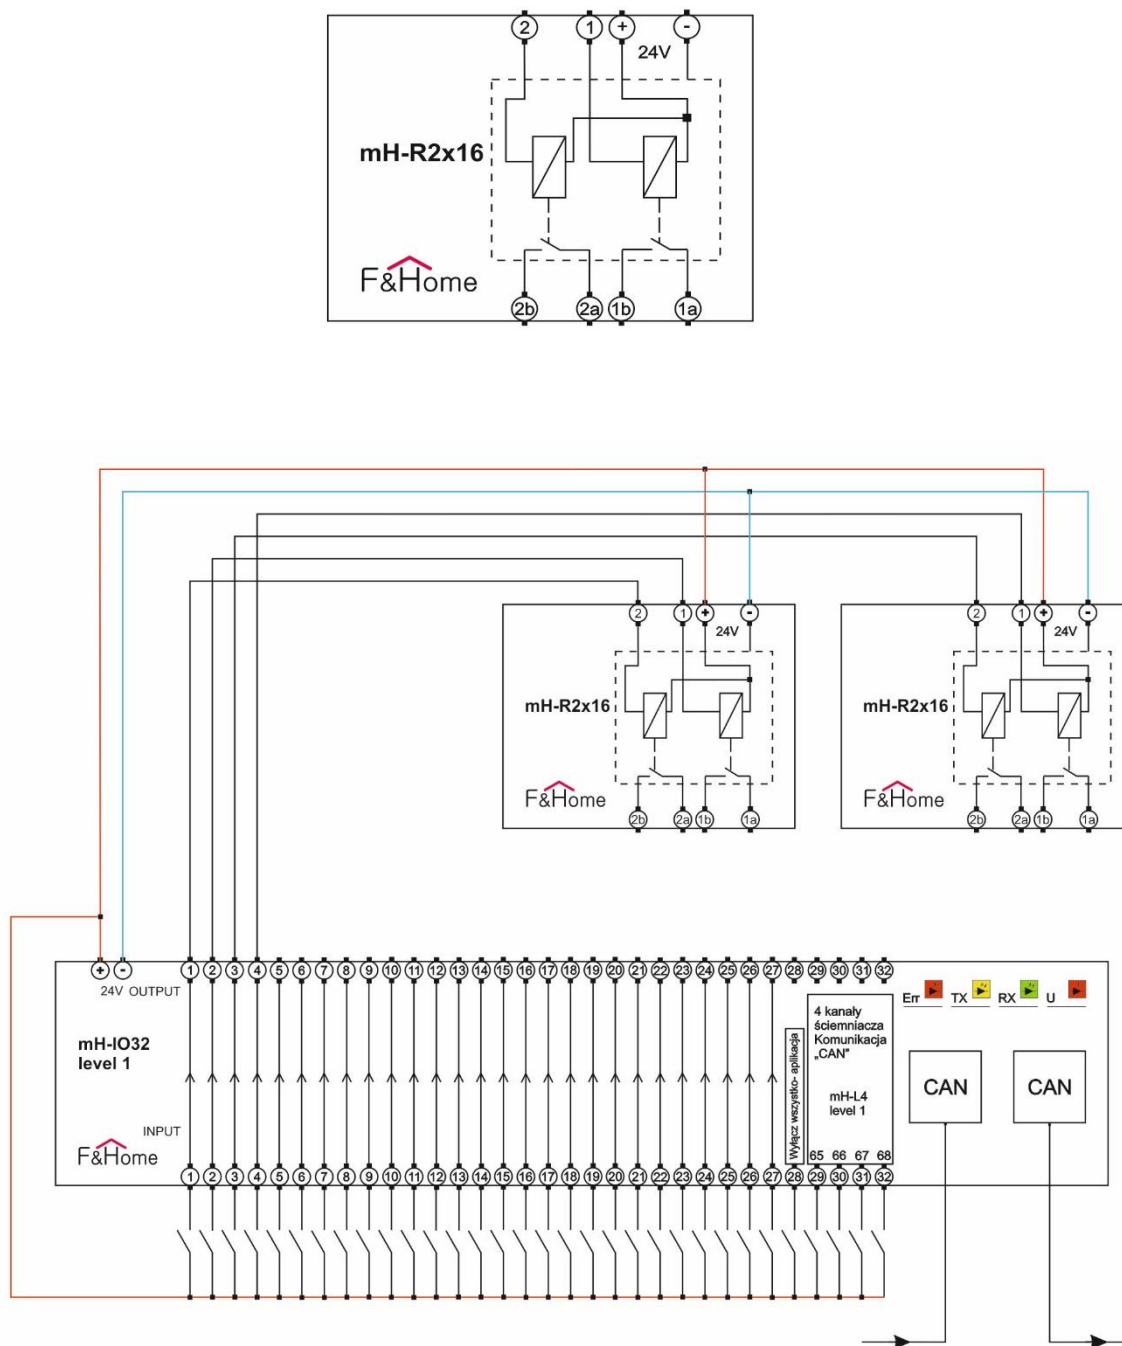 2 1 + -
24V
mH-R2x16
F&Home
2b 2a 1b 1a
2 1 + -
24V
mH-R2x16
F&Home
2b 2a 1b 1a
2 1 + -
24V
mH-R2x16
F&Home
2b 2a 1b 1a
+ - 1 2 3 4 5 6 7 8 9 10 11 12 13 14 15 16 17 18 19 20 21 22 23 24 25 26 27 28 29 30 31 32
24V OUTPUT
Err TX RX U
mH-IO32
level 1
Wyłącz wszystko- aplikacja
4 kanały
ściemniacza
Komunikacja
„CAN”
mH-L4
level 1
65 66 67 68
CAN CAN
INPUT
F&Home
1 2 3 4 5 6 7 8 9 10 11 12 13 14 15 16 17 18 19 20 21 22 23 24 25 26 27 28 29 30 31 32